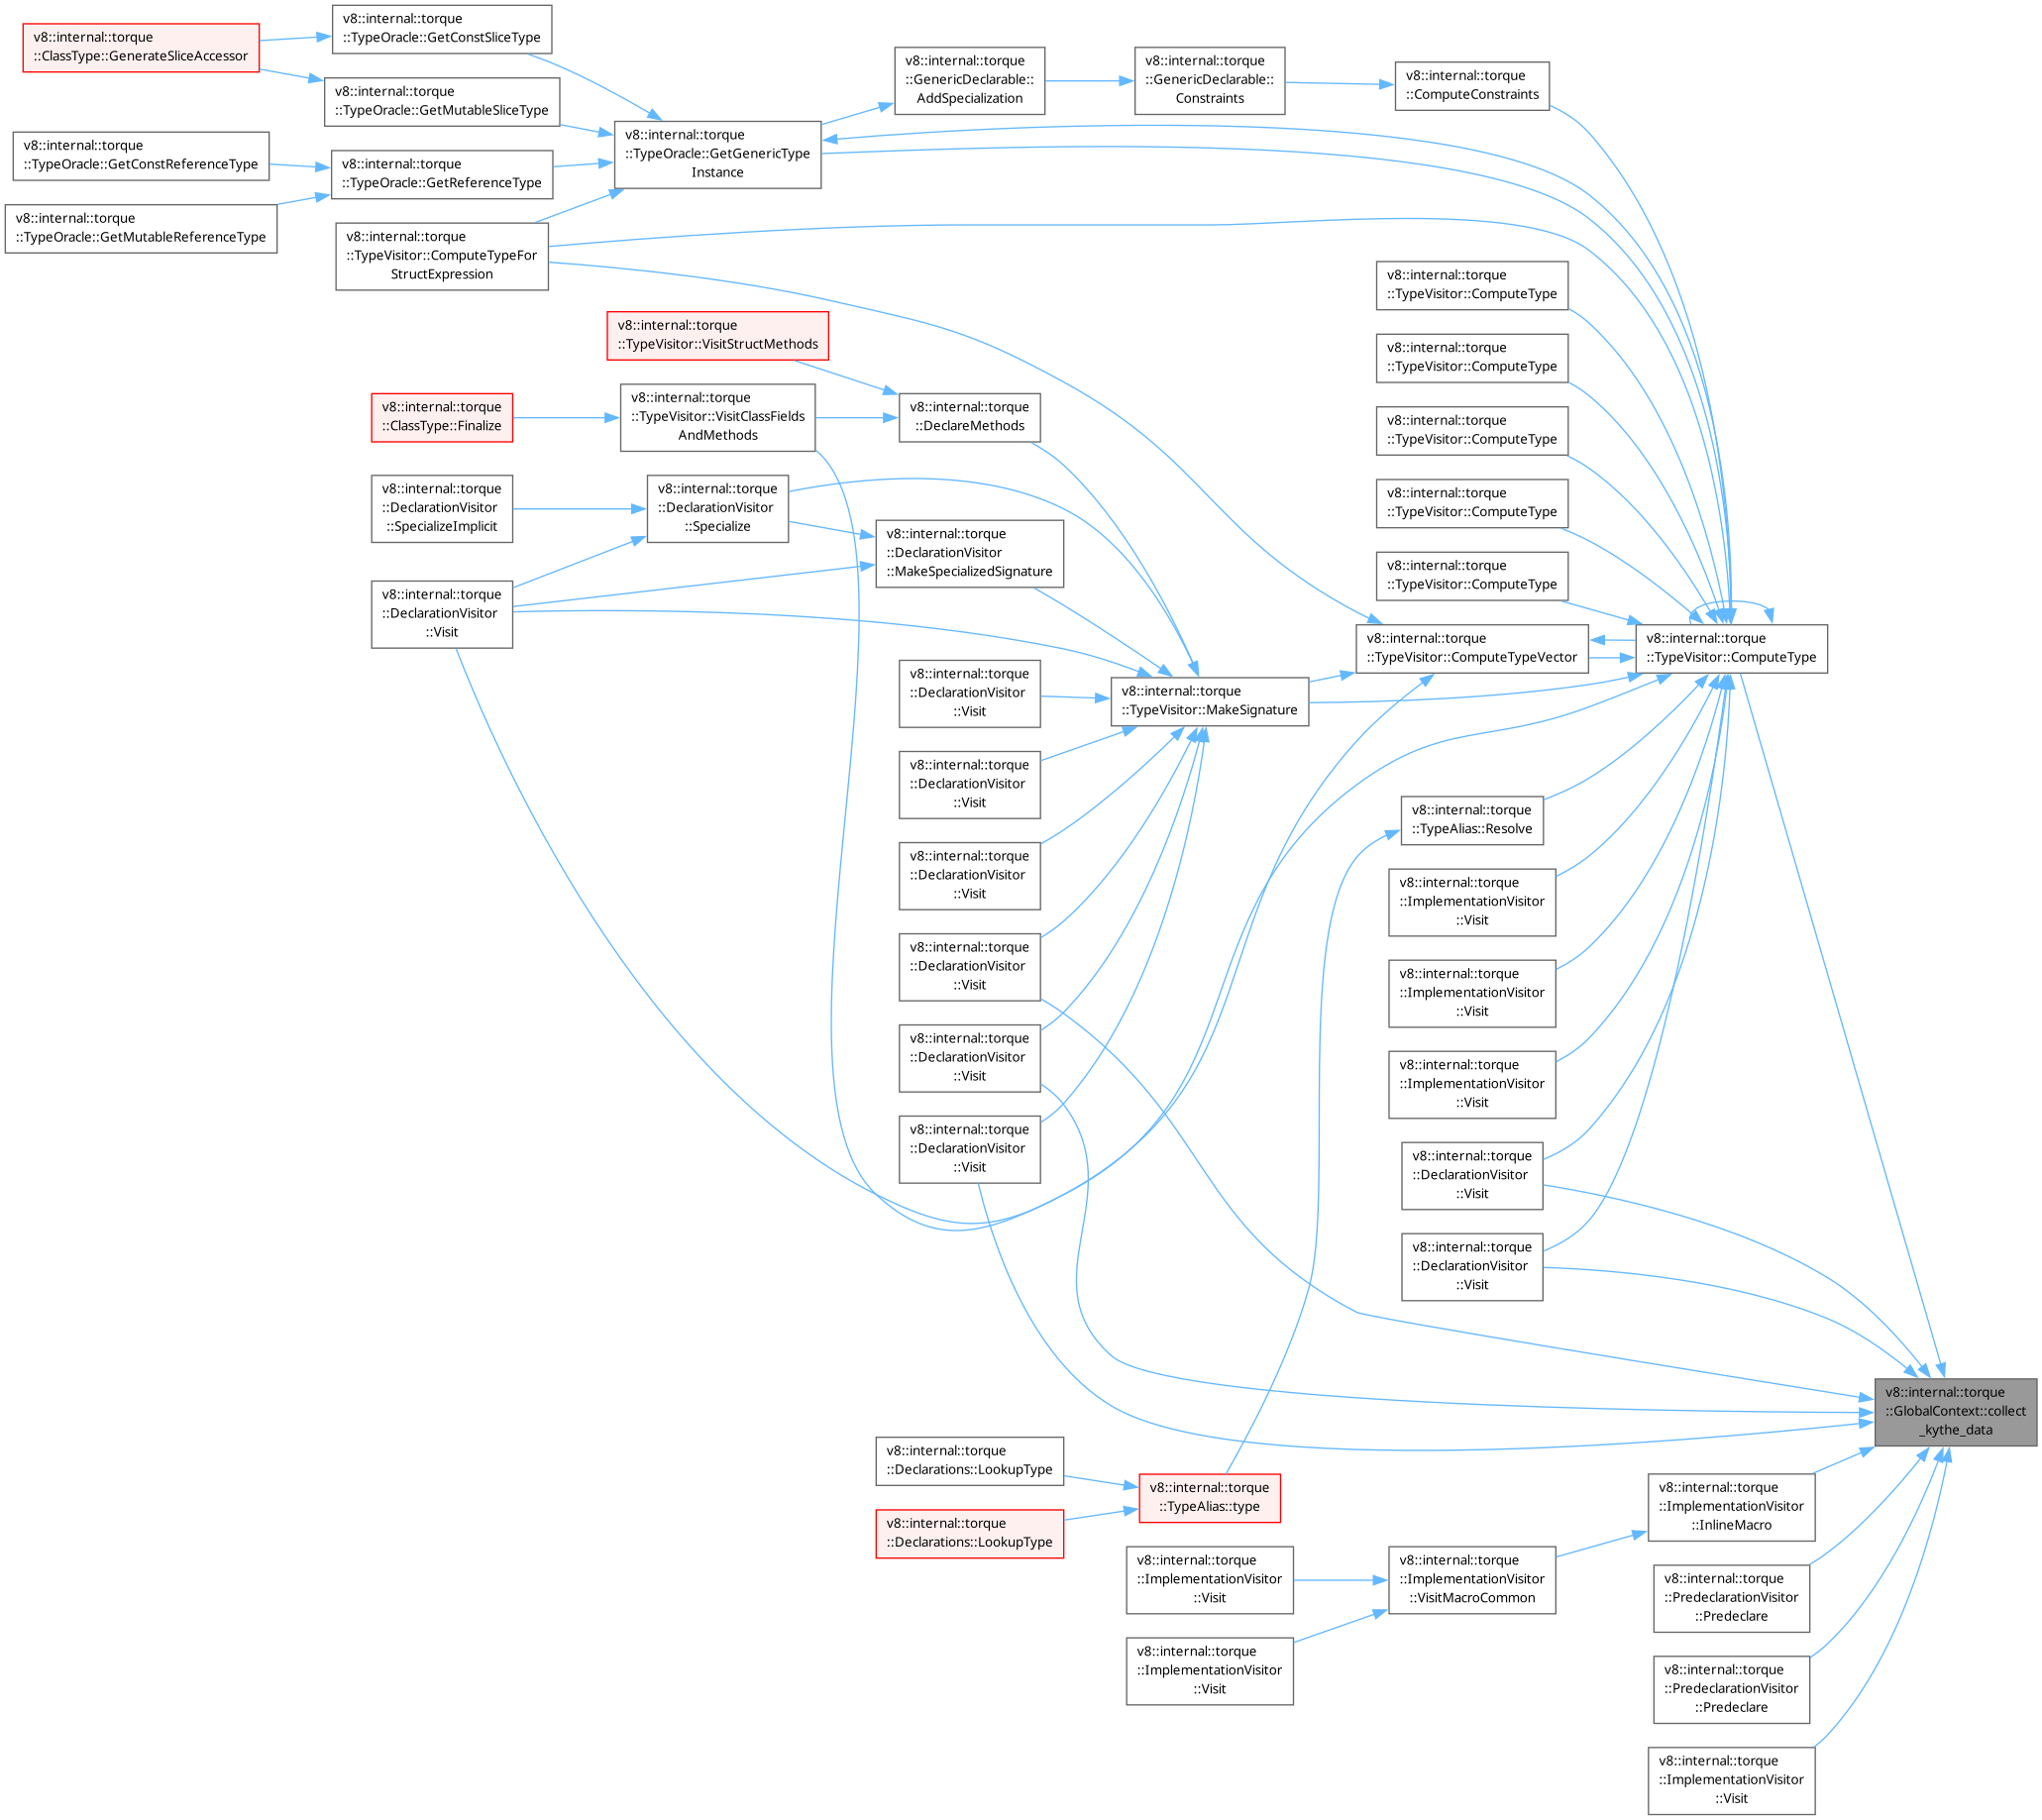 v8::internal::torque
::ClassType::GenerateSliceAccessor
v8::internal::torque
::TypeOracle::GetConstSliceType
v8::internal::torque
::TypeOracle::GetMutableSliceType
v8::internal::torque
::TypeOracle::GetConstReferenceType
v8::internal::torque
::TypeOracle::GetReferenceType
v8::internal::torque
::TypeOracle::GetMutableReferenceType
v8::internal::torque
::TypeVisitor::ComputeTypeFor
StructExpression
v8::internal::torque
::TypeOracle::GetGenericType
Instance
v8::internal::torque
::GenericDeclarable::
AddSpecialization
v8::internal::torque
::GenericDeclarable::
Constraints
v8::internal::torque
::ComputeConstraints
v8::internal::torque
::TypeVisitor::ComputeType
v8::internal::torque
::TypeVisitor::ComputeType
v8::internal::torque
::TypeVisitor::ComputeType
v8::internal::torque
::TypeVisitor::ComputeType
v8::internal::torque
::TypeVisitor::ComputeType
v8::internal::torque
::TypeVisitor::VisitStructMethods
v8::internal::torque
::ClassType::Finalize
v8::internal::torque
::TypeVisitor::VisitClassFields
AndMethods
v8::internal::torque
::DeclareMethods
v8::internal::torque
::DeclarationVisitor
::SpecializeImplicit
v8::internal::torque
::DeclarationVisitor
::Specialize
v8::internal::torque
::DeclarationVisitor
::MakeSpecializedSignature
v8::internal::torque
::DeclarationVisitor
::Visit
v8::internal::torque
::TypeVisitor::ComputeTypeVector
v8::internal::torque
::TypeVisitor::ComputeType
v8::internal::torque
::TypeVisitor::MakeSignature
v8::internal::torque
::DeclarationVisitor
::Visit
v8::internal::torque
::DeclarationVisitor
::Visit
v8::internal::torque
::DeclarationVisitor
::Visit
v8::internal::torque
::DeclarationVisitor
::Visit
v8::internal::torque
::DeclarationVisitor
::Visit
v8::internal::torque
::DeclarationVisitor
::Visit
v8::internal::torque
::TypeAlias::Resolve
v8::internal::torque
::ImplementationVisitor
::Visit
v8::internal::torque
::ImplementationVisitor
::Visit
v8::internal::torque
::ImplementationVisitor
::Visit
v8::internal::torque
::DeclarationVisitor
::Visit
v8::internal::torque
::DeclarationVisitor
::Visit
v8::internal::torque
::GlobalContext::collect
_kythe_data
v8::internal::torque
::Declarations::LookupType
v8::internal::torque
::Declarations::LookupType
v8::internal::torque
::TypeAlias::type
v8::internal::torque
::ImplementationVisitor
::InlineMacro
v8::internal::torque
::ImplementationVisitor
::Visit
v8::internal::torque
::ImplementationVisitor
::VisitMacroCommon
v8::internal::torque
::ImplementationVisitor
::Visit
v8::internal::torque
::PredeclarationVisitor
::Predeclare
v8::internal::torque
::PredeclarationVisitor
::Predeclare
v8::internal::torque
::ImplementationVisitor
::Visit